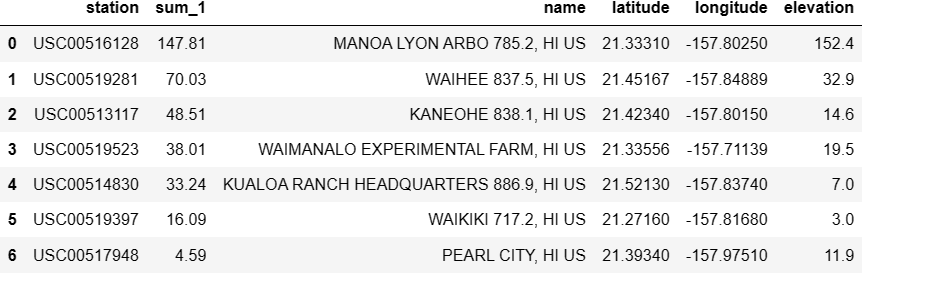 station sum_1 name latitude longitude elevation
0 USC00516128 147.81 MANOA LYON ARBO 785.2, HI US 21.33310 -157.80250 152.4
1 USC00519281 70.03 WAIHEE 837.5, HI US 21.45167 -157.84889 32.9
2 USC00513117 48.51 KANEOHE 838.1, HI US 21.42340 -157.80150 14.6
3 USC00519523 38.01 WAIMANALO EXPERIMENTAL FARM, HI US 21.33556 -157.71139 19.5
4 USC00514830 33.24 KUALOA RANCH HEADQUARTERS 886.9, HI US 21.52130 -157.83740 7.0
5 USC00519397 16.09 WAIKIKI 717.2, HI US 21.27160 -157.81680 3.0
6 USC00517948 4.59 PEARL CITY, HI US 21.39340 -157.97510 11.9